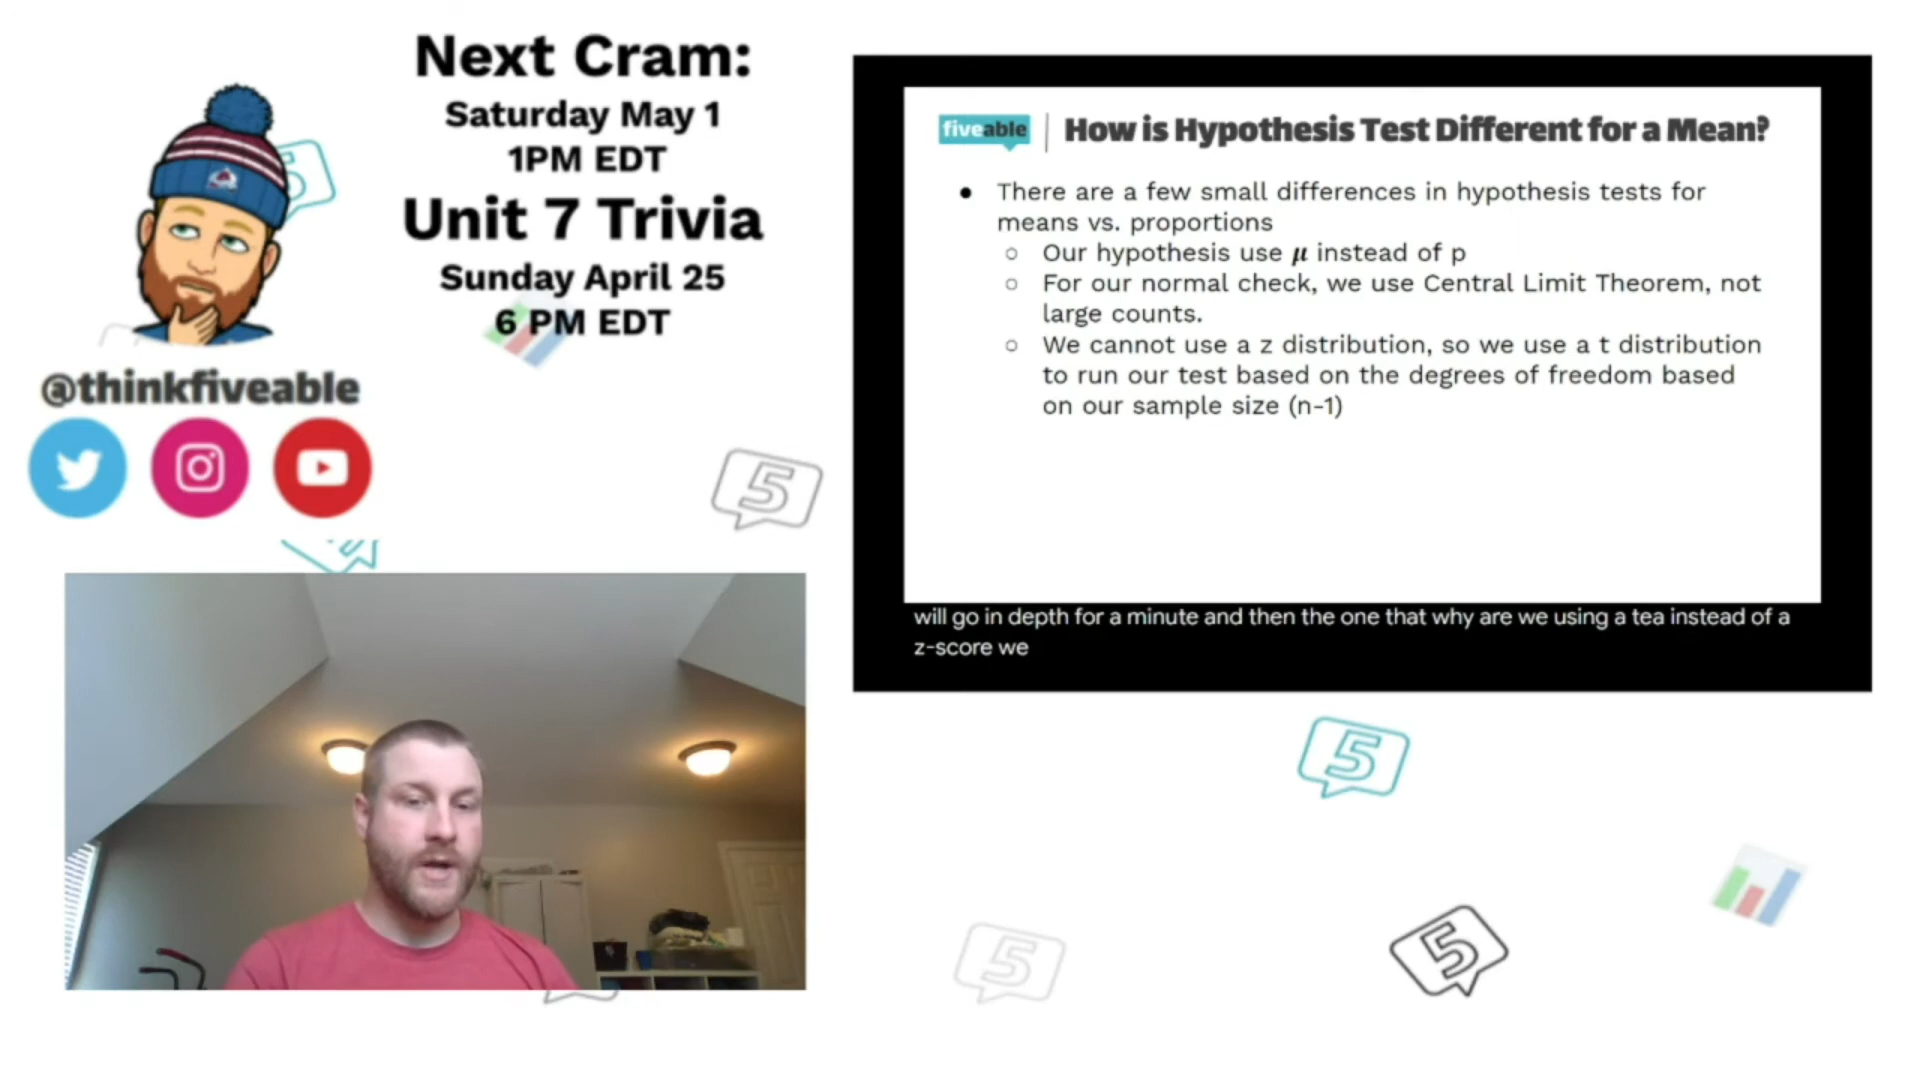 Next Cram:
Saturday May 1
1PM EDT
Unit 7 Trivia
Sunday April 25
6 PM EDT
@thinkfiveable
fiveable
How is Hypothesis Test Different for a Mean?
● There are a few small differences in hypothesis tests for
means vs. proportions
○ Our hypothesis use μ instead of p
○ For our normal check, we use Central Limit Theorem, not
large counts.
○ We cannot use a z distribution, so we use a t distribution
to run our test based on the degrees of freedom based
on our sample size (n-1)
will go in depth for a minute and then the one that why are we using a tea instead of a
z-score we
5
5
5
5
5